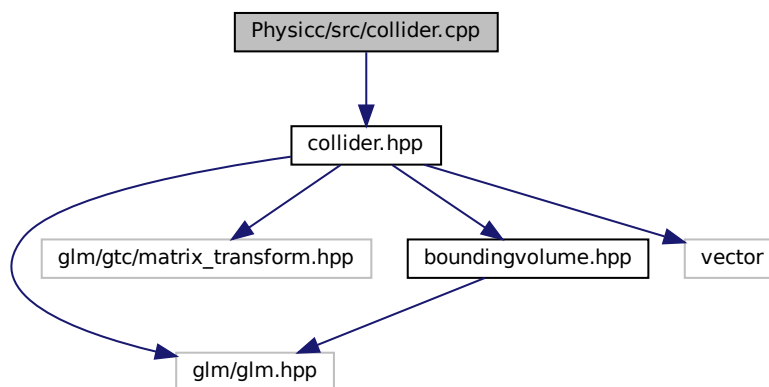 Physicc/src/collider.cpp
collider.hpp
glm/gtc/matrix_transform.hpp
boundingvolume.hpp
vector
glm/glm.hpp